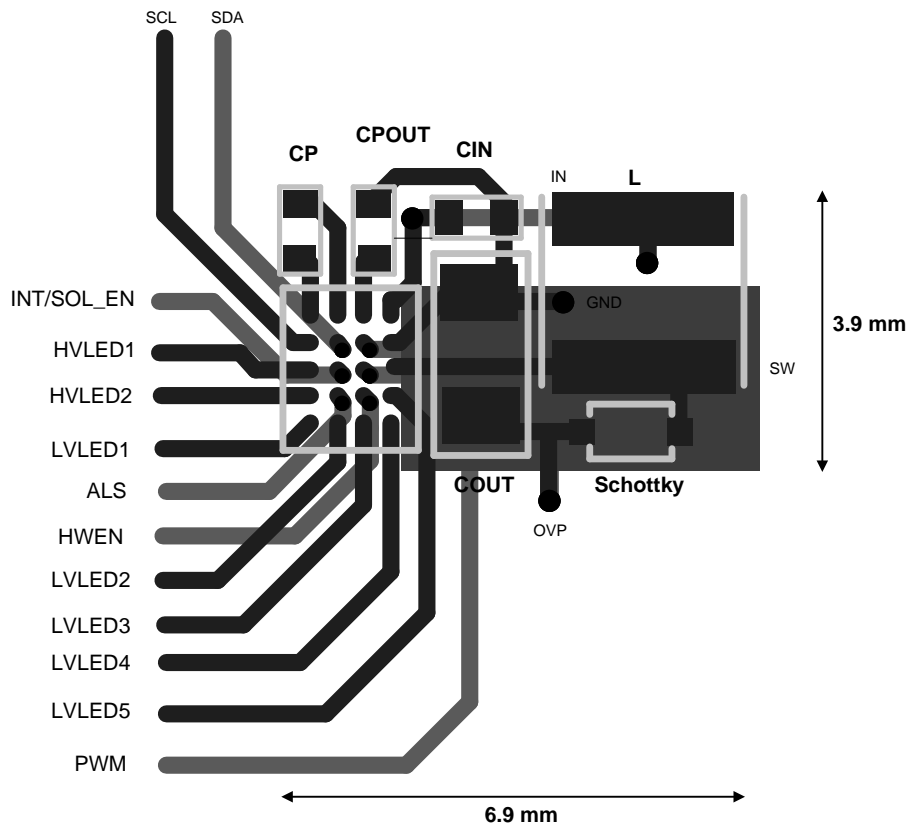 SCL
SDA
CPOUT
CP
CIN
IN
L
INT/SOL_EN
GND
HVLED1
3.9 mm
SW
HVLED2
LVLED1
COUT
Schottky
ALS
OVP
HWEN
LVLED2
LVLED3
LVLED4
LVLED5
PWM
6.9 mm